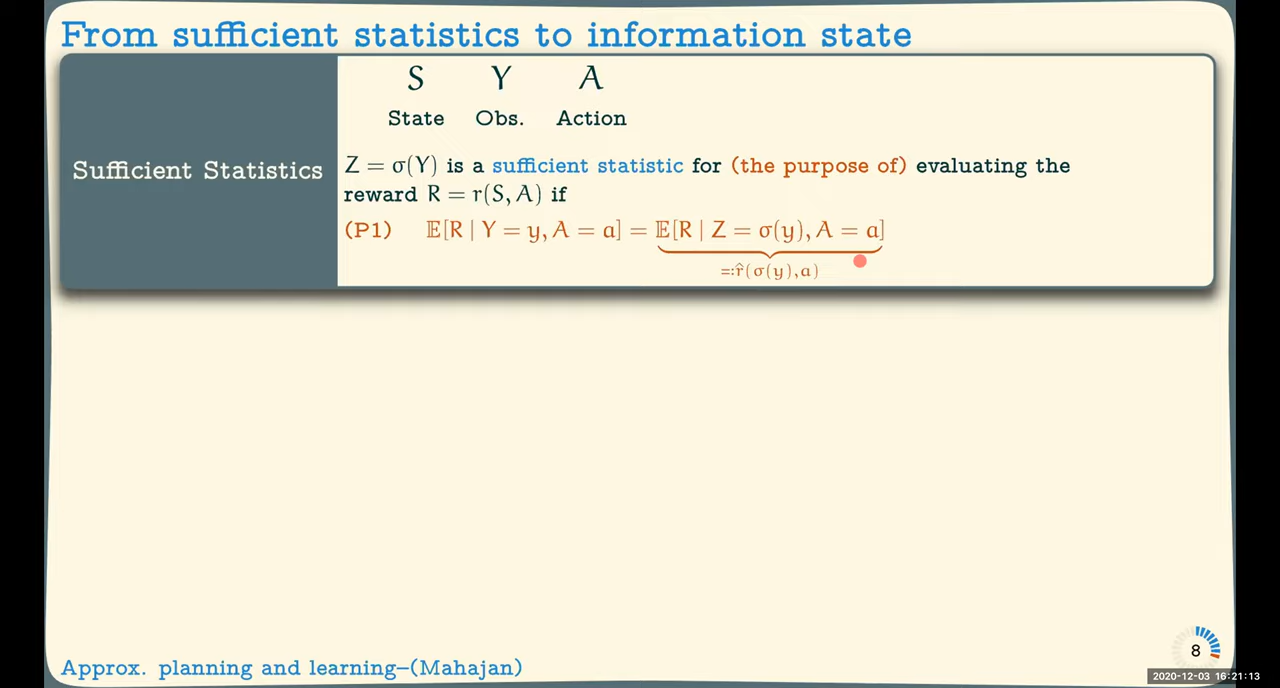 From sufficient statistics to information state
S Y A
State Obs. Action
Sufficient Statistics
Z = σ(Y) is a sufficient statistic for (the purpose of) evaluating the
reward R = r(S, A) if
(P1) 𝔼[R | Y = y, A = a] = 𝔼[R | Z = σ(y), A = a]
=:r̂(σ(y),a)
8
Approx. planning and learning–(Mahajan)
2020-12-03 16:21:13